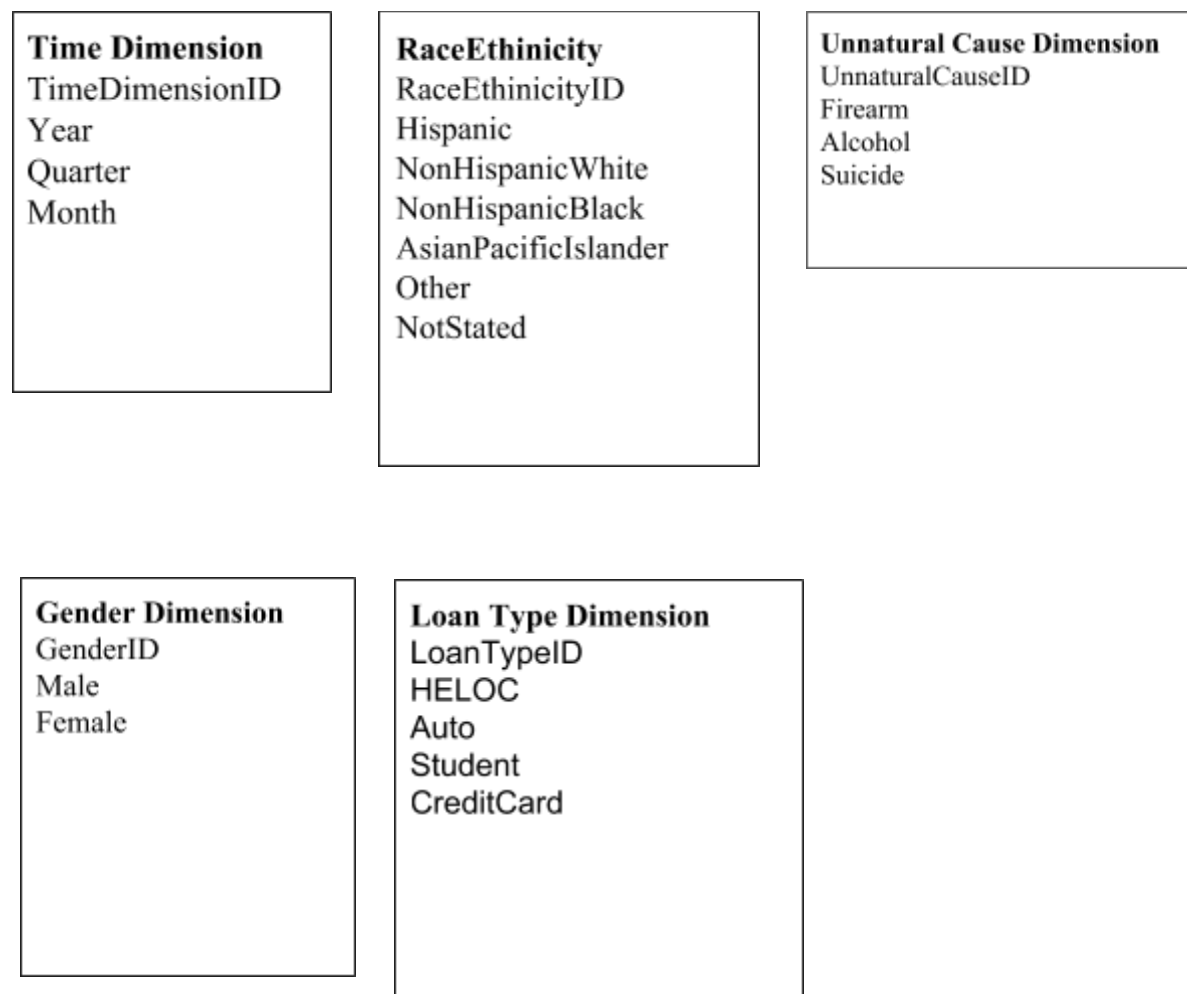 Time Dimension
TimeDimensionID
Year
Quarter
Month
RaceEthinicity
RaceEthinicityID
Hispanic
NonHispanicWhite
NonHispanicBlack
AsianPacificIslander
Other
NotStated
Unnatural Cause Dimension
UnnaturalCauseID
Firearm
Alcohol
Suicide
Gender Dimension
GenderID
Male
Female
Loan Type Dimension
LoanTypeID
HELOC
Auto
Student
CreditCard